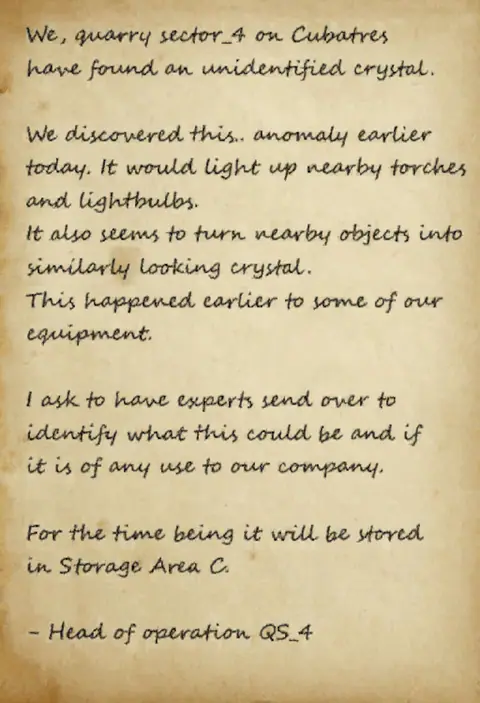 We, quarry sector_4 on Cubatres
have found an unidentified crystal.
We discovered this.. anomaly earlier
today. It would light up nearby torches
and lightbulbs.
It also seems to turn nearby objects into
similarly looking crystal.
This happened earlier to some of our
equipment.
I ask to have experts send over to
identify what this could be and if
it is of any use to our company.
For the time being it will be stored
in Storage Area C.
- Head of operation QS_4